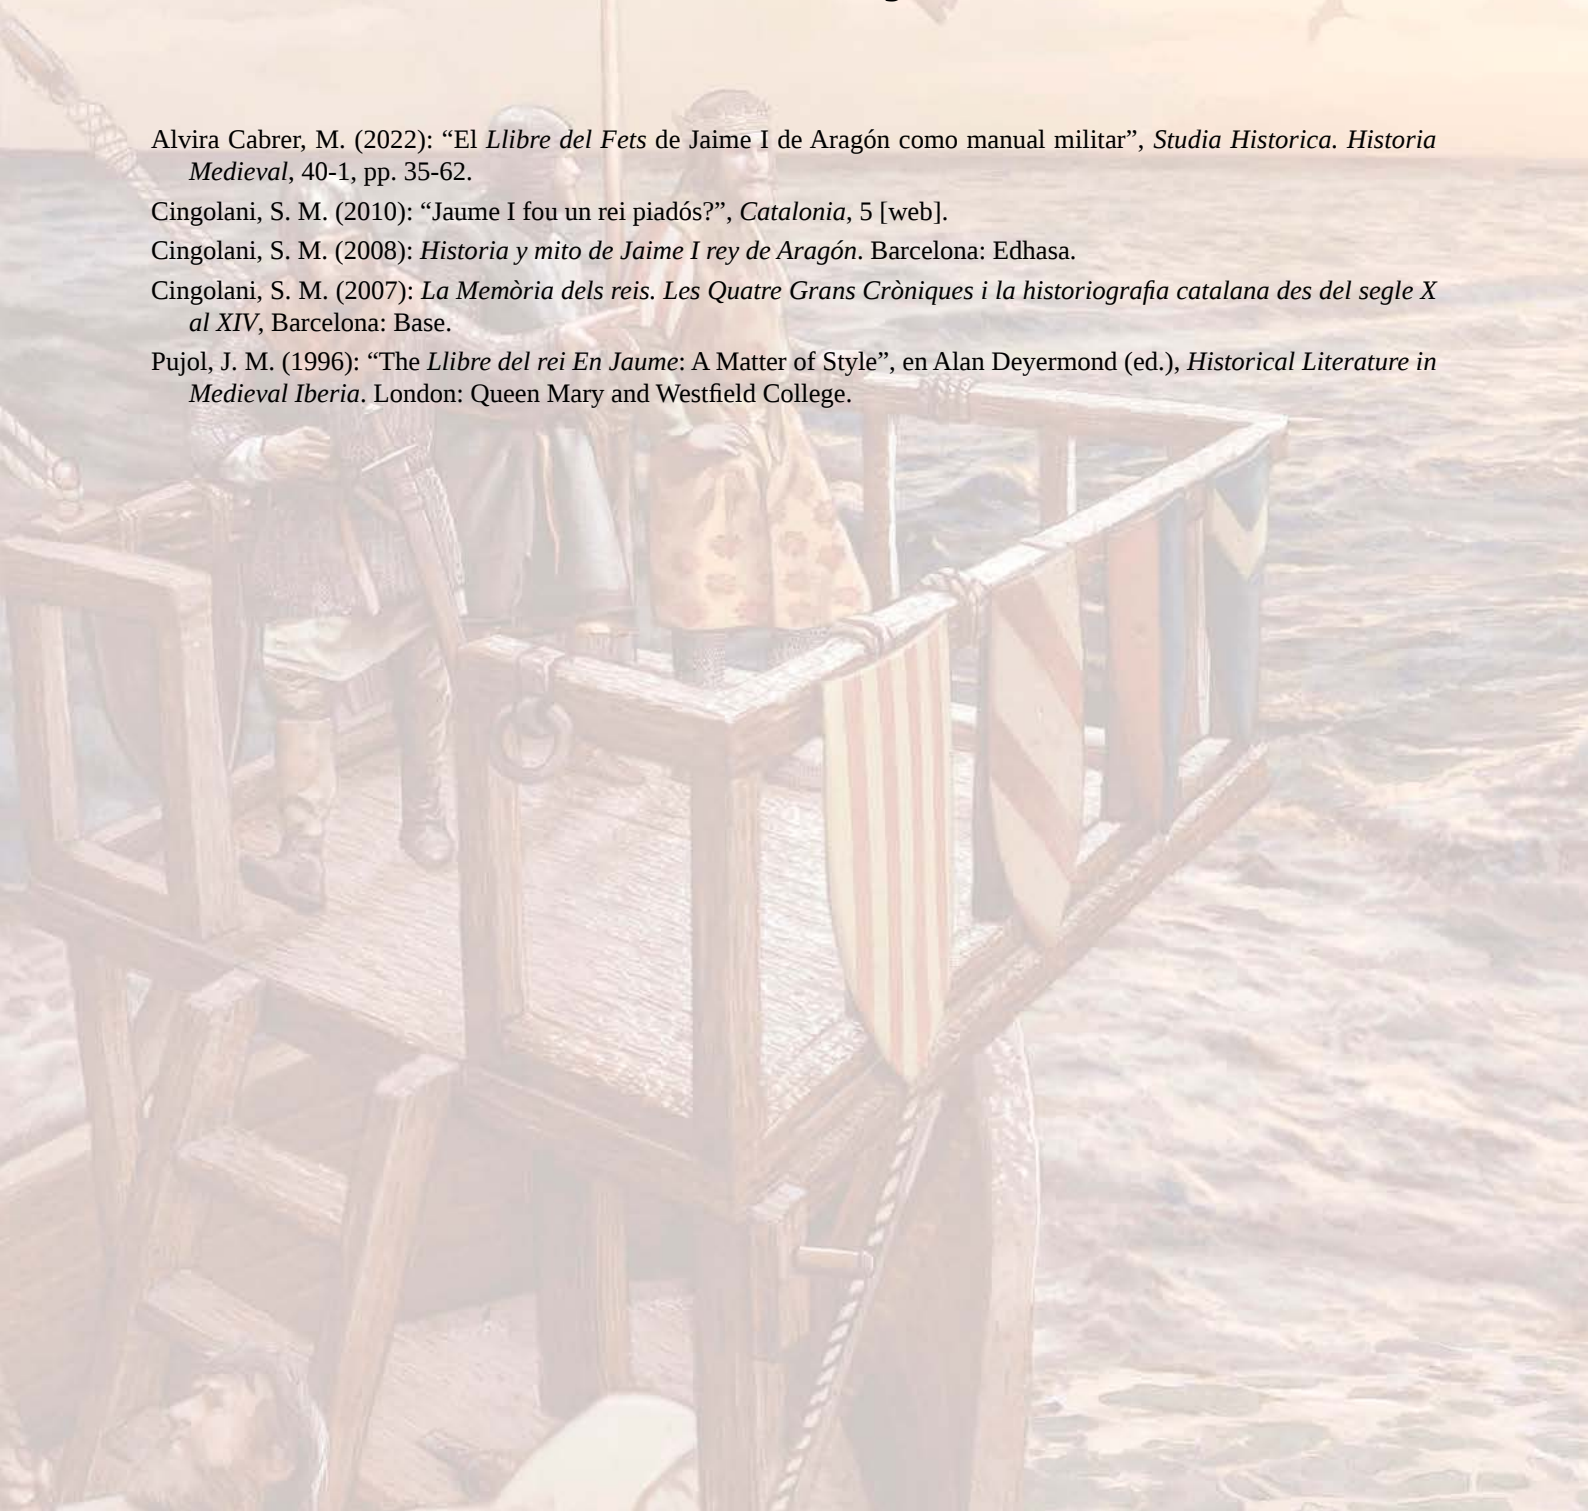 Alvira Cabrer, M. (2022): “El Llibre del Fets de Jaime I de Aragón como manual militar”, Studia Historica. Historia
Medieval, 40-1, pp. 35-62.
Cingolani, S. M. (2010): “Jaume I fou un rei piadós?”, Catalonia, 5 [web].
Cingolani, S. M. (2008): Historia y mito de Jaime I rey de Aragón. Barcelona: Edhasa.
Cingolani, S. M. (2007): La Memòria dels reis. Les Quatre Grans Cròniques i la historiografia catalana des del segle X
al XIV, Barcelona: Base.
Pujol, J. M. (1996): “The Llibre del rei En Jaume: A Matter of Style”, en Alan Deyermond (ed.), Historical Literature in
Medieval Iberia. London: Queen Mary and Westfield College.